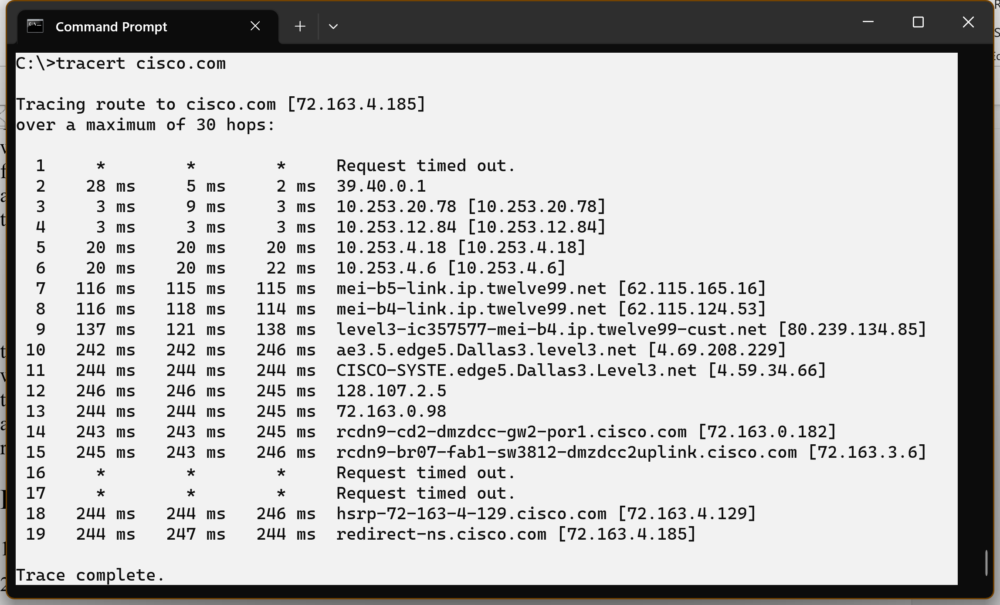 Command Prompt
C:\>tracert cisco.com
Tracing route to cisco.com [72.163.4.185]
over a maximum of 30 hops:
1 * * * Request timed out.
2 28 ms 5 ms 2 ms 39.40.0.1
3 3 ms 9 ms 3 ms 10.253.20.78 [10.253.20.78]
4 3 ms 3 ms 3 ms 10.253.12.84 [10.253.12.84]
5 20 ms 20 ms 20 ms 10.253.4.18 [10.253.4.18]
6 20 ms 20 ms 22 ms 10.253.4.6 [10.253.4.6]
7 116 ms 115 ms 115 ms mei-b5-link.ip.twelve99.net [62.115.165.16]
8 116 ms 118 ms 114 ms mei-b4-link.ip.twelve99.net [62.115.124.53]
9 137 ms 121 ms 138 ms level3-ic357577-mei-b4.ip.twelve99-cust.net [80.239.134.85]
10 242 ms 242 ms 246 ms ae3.5.edge5.Dallas3.level3.net [4.69.208.229]
11 244 ms 244 ms 244 ms CISCO-SYSTE.edge5.Dallas3.Level3.net [4.59.34.66]
12 246 ms 246 ms 245 ms 128.107.2.5
13 244 ms 244 ms 245 ms 72.163.0.98
14 243 ms 243 ms 245 ms rcdn9-cd2-dmzdcc-gw2-por1.cisco.com [72.163.0.182]
15 245 ms 243 ms 246 ms rcdn9-br07-fab1-sw3812-dmzdcc2uplink.cisco.com [72.163.3.6]
16 * * * Request timed out.
17 * * * Request timed out.
18 244 ms 244 ms 246 ms hsrp-72-163-4-129.cisco.com [72.163.4.129]
19 244 ms 247 ms 244 ms redirect-ns.cisco.com [72.163.4.185]
Trace complete.